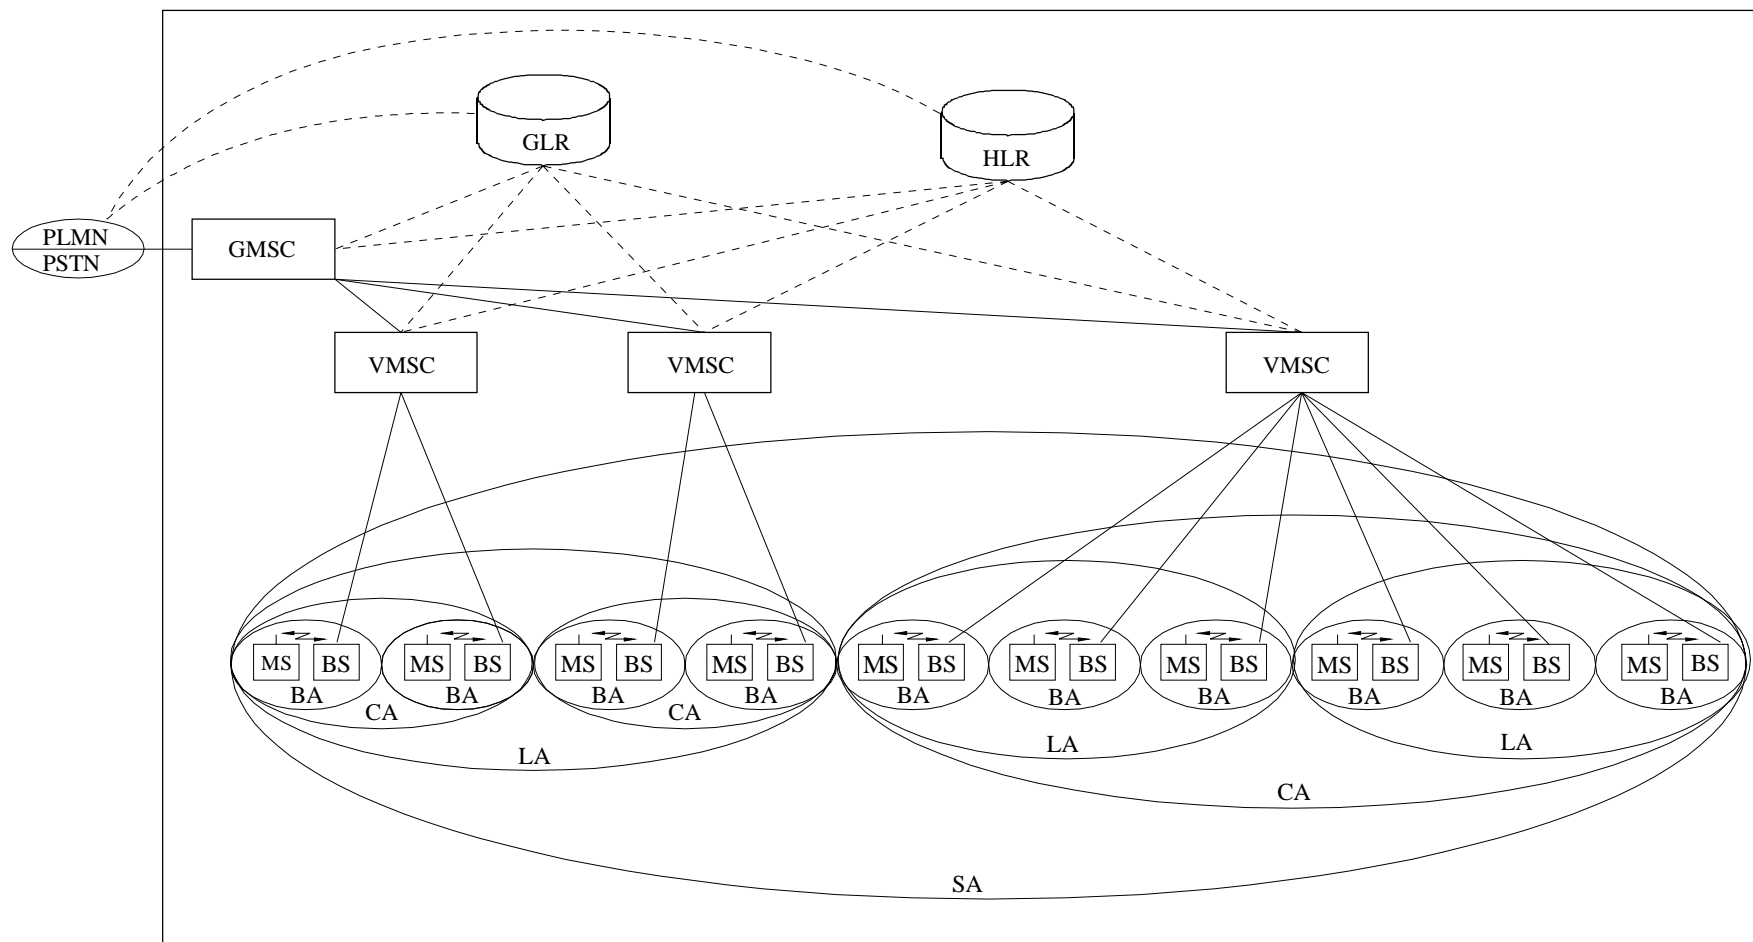 GLR
HLR
PLMN
PSTN
GMSC
VMSC
VMSC
VMSC
MS BS MS BS MS BS MS BS MS BS MS BS MS BS MS BS MS BS MS BS
BA BA BA BA BA BA BA BA BA BA
CA CA
LA LA LA
CA
SA